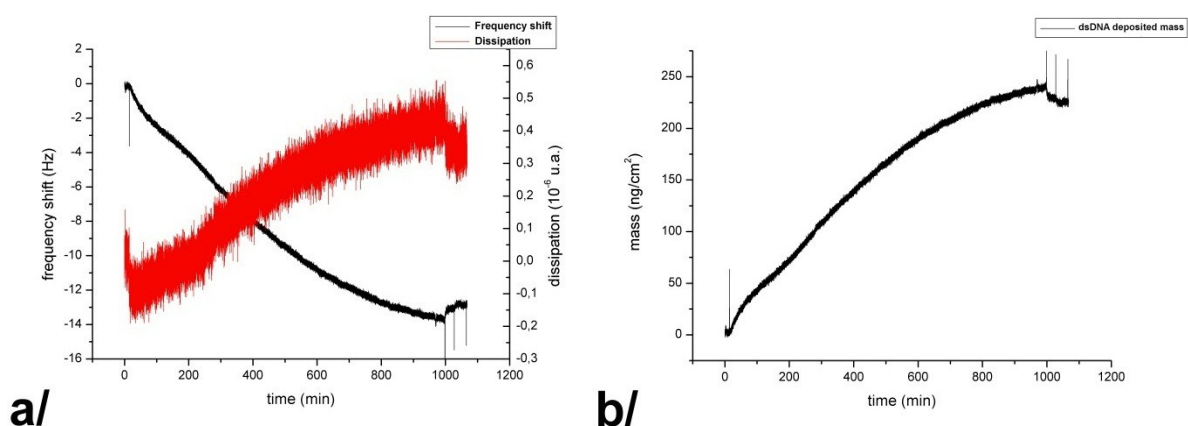 Frequency shift
Dissipation
2
0
-2
-4
-6
-8
-10
-12
-14
-16
frequency shift (Hz)
0,6
0,5
0,4
0,3
0,2
0,1
0,0
-0,1
-0,2
-0,3
dissipation (10⁻⁶ u.a.)
0 200 400 600 800 1000 1200
time (min)
a/
dsDNA deposited mass
250
200
150
100
50
0
mass (ng/cm²)
0 200 400 600 800 1000 1200
time (min)
b/